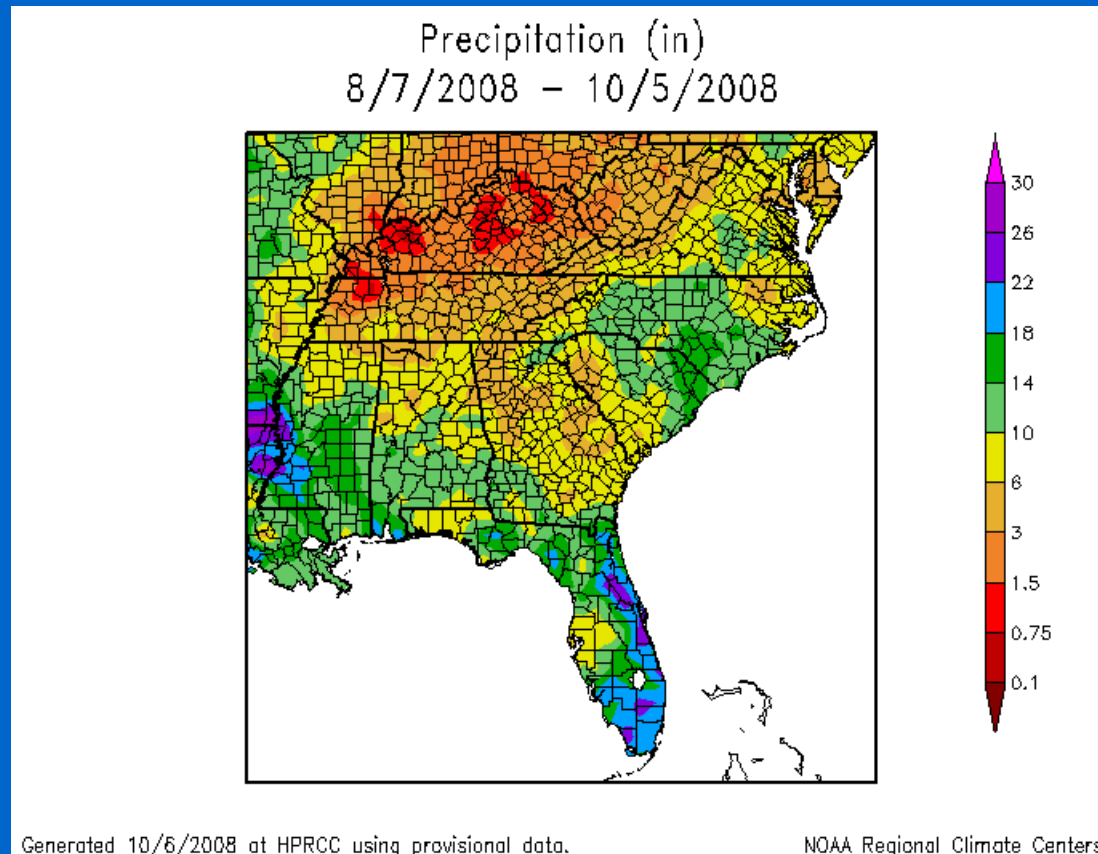 Precipitation (in)
8/7/2008 – 10/5/2008
30
26
22
18
14
10
6
3
1.5
0.75
0.1
Generated 10/6/2008 at HPRCC using provisional data.
NOAA Regional Climate Centers